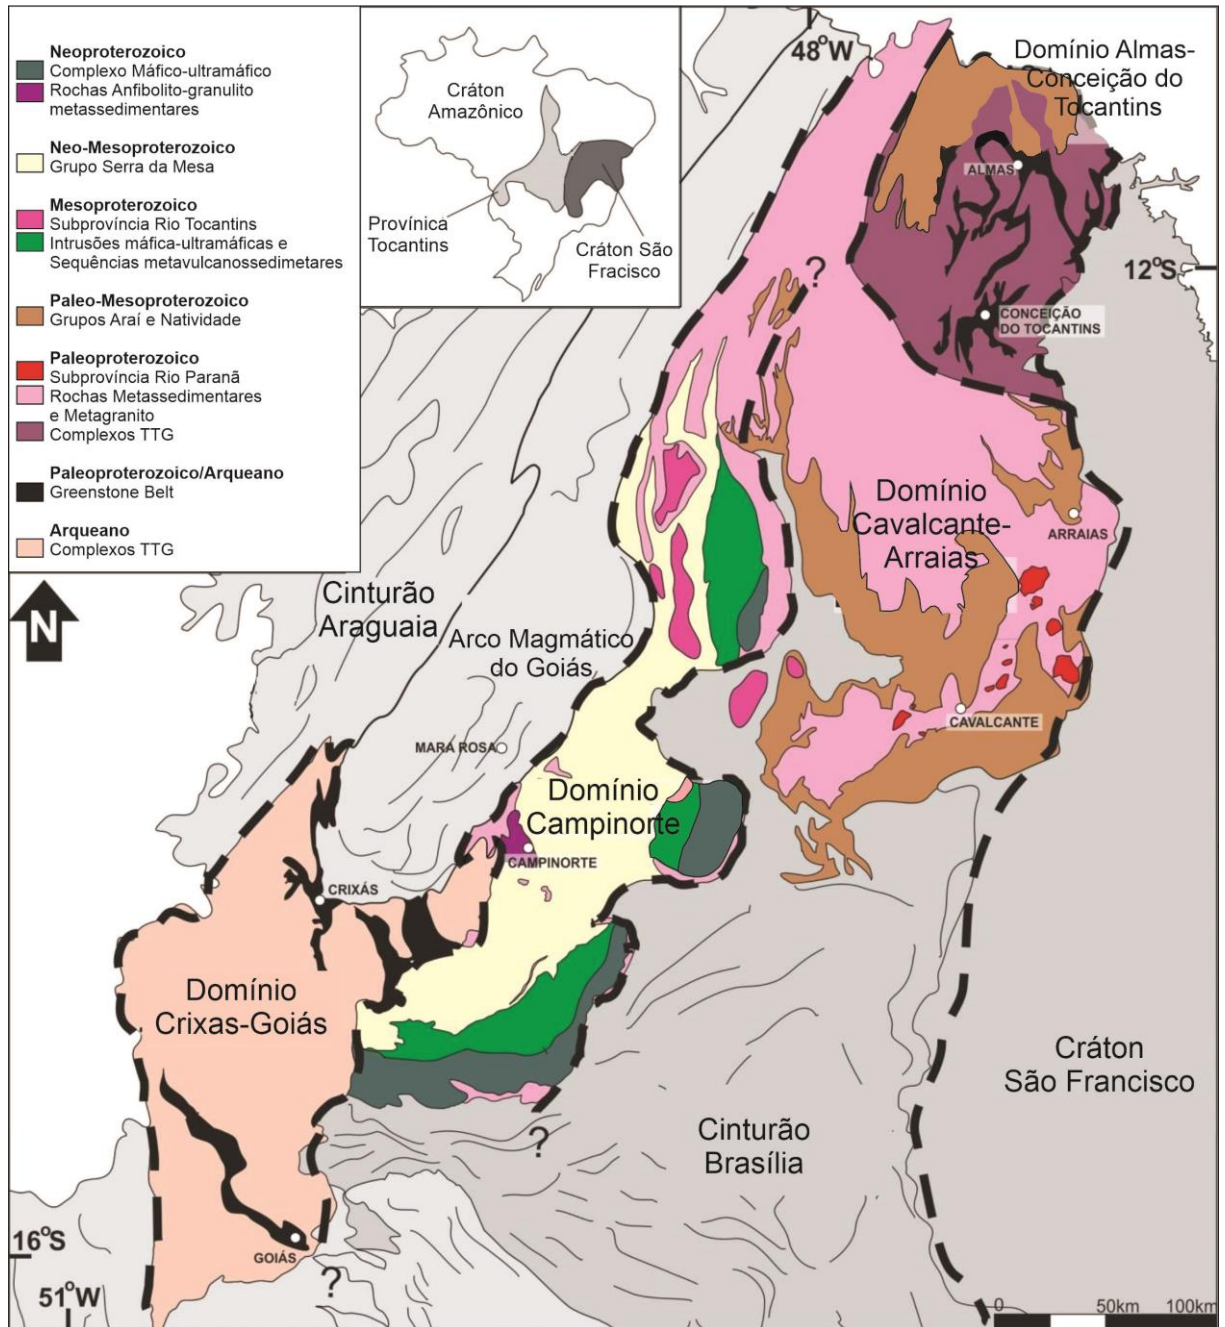 Neoproterozoico
Complexo Máfico-ultramáfico
Rochas Anfibolito-granulito
metassedimentares
Neo-Mesoproterozoico
Grupo Serra da Mesa
Mesoproterozoico
Subprovíncia Rio Tocantins
Intrusões máfica-ultramáficas e
Sequências metavulcanossedimetares
Paleo-Mesoproterozoico
Grupos Araí e Natividade
Paleoproterozoico
Subprovíncia Rio Paranã
Rochas Metassedimentares
e Metagranito
Complexos TTG
Paleoproterozoico/Arqueano
Greenstone Belt
Arqueano
Complexos TTG
Cráton
Amazônico
Provínica
Tocantins
Cráton São
Fracisco
48°W
Domínio Almas-
Conceição do
Tocantins
ALMAS
12°S
?
CONCEIÇÃO
DO TOCANTINS
Domínio
Cavalcante-
Arraias
ARRAIAS
N
Cinturão
Araguaia
Arco Magmático
do Goiás
CAVALCANTE
MARA ROSA
Domínio
Campinorte
CAMPINORTE
CRIXÁS
Domínio
Crixas-Goiás
Cráton
São Francisco
Cinturão
Brasília
?
16°S
GOIÁS
?
51°W
0 50km 100km